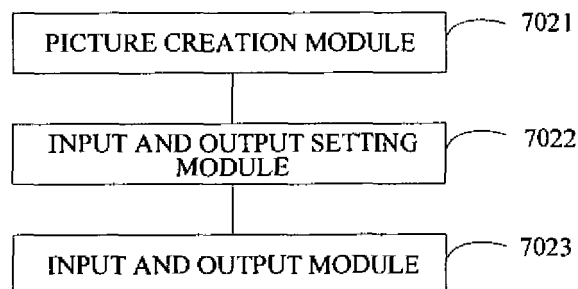 PICTURE CREATION MODULE
7021
INPUT AND OUTPUT SETTING
MODULE
7022
INPUT AND OUTPUT MODULE
7023